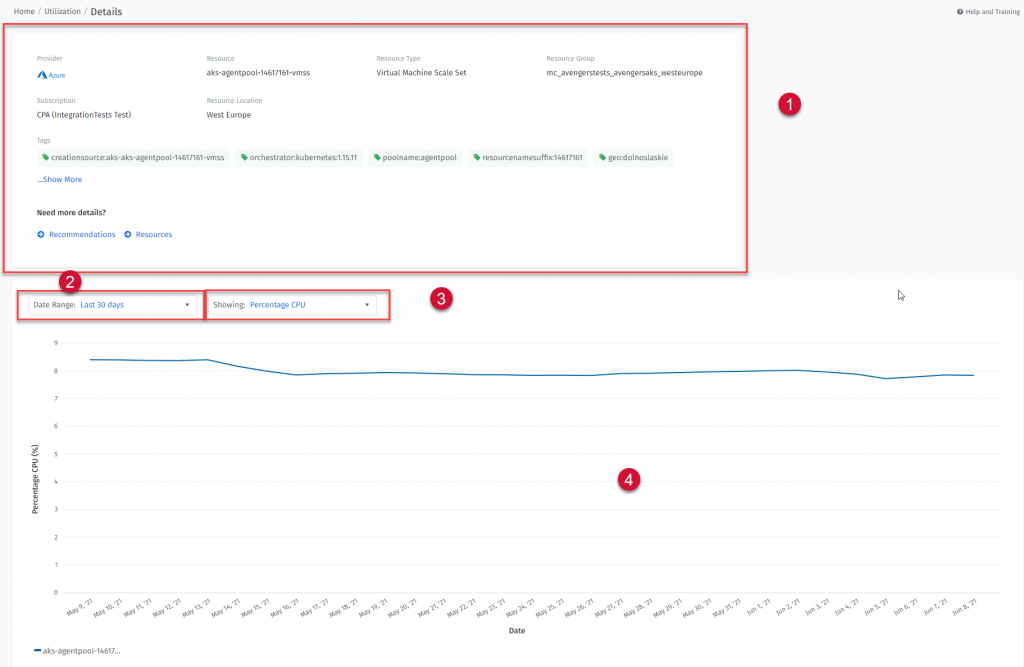 Home / Utilization / Details
Help and Training
Provider Resource Resource Type Resource Group
Azure aks-agentpool-14617161-vmss Virtual Machine Scale Set mc_avengerstests_avengersaks_westeurope
1
Subscription Resource Location
CPA (IntegrationTests Test) West Europe
Tags
creationsource:aks-aks-agentpool-14617161-vmss orchestrator:kubernetes:1.15.11 poolname:agentpool resourcenamesuffix:14617161 geo:dolnoslaskie
...Show More
Need more details?
Recommendations Resources
2
3
Date Range: Last 30 days Showing: Percentage CPU
9
8
7
6
5
4
3
2
1
0
Percentage CPU (%)
4
May 9, '21 May 10, '21 May 11, '21 May 12, '21 May 13, '21 May 14, '21 May 15, '21 May 16, '21 May 17, '21 May 18, '21 May 19, '21 May 20, '21 May 21, '21 May 22, '21 May 23, '21 May 24, '21 May 25, '21 May 26, '21 May 27, '21 May 28, '21 May 29, '21 May 30, '21 May 31, '21 Jun 1, '21 Jun 2, '21 Jun 3, '21 Jun 4, '21 Jun 5, '21 Jun 6, '21 Jun 7, '21 Jun 8, '21
Date
aks-agentpool-14617...